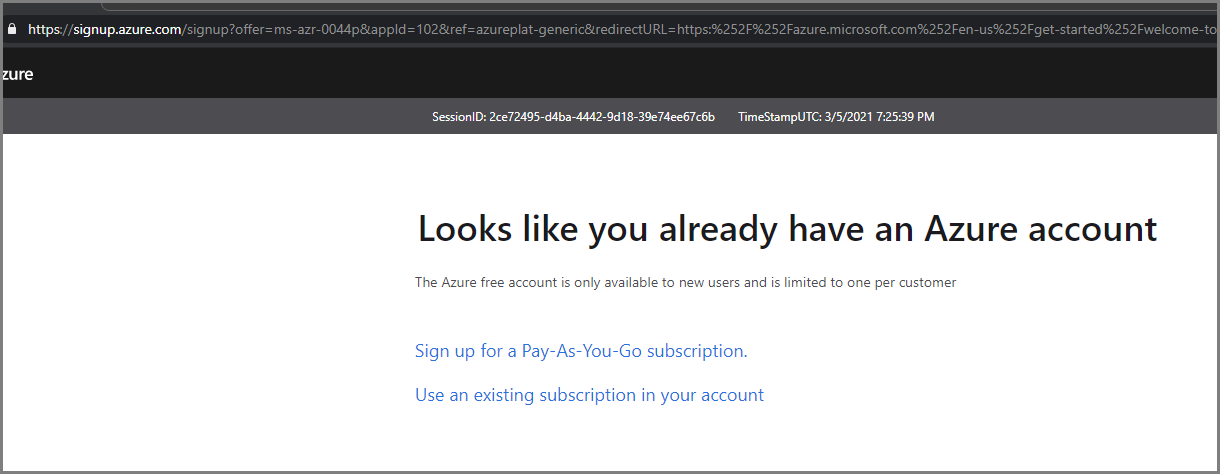 https://signup.azure.com/signup?offer=ms-azr-0044p&appId=102&ref=azureplat-generic&redirectURL=https:%252F%252Fazure.microsoft.com%252Fen-us%252Fget-started%252Fwelcome-to
zure
SessionID: 2ce72495-d4ba-4442-9d18-39e74ee67c6b TimeStampUTC: 3/5/2021 7:25:39 PM
Looks like you already have an Azure account
The Azure free account is only available to new users and is limited to one per customer
Sign up for a Pay-As-You-Go subscription.
Use an existing subscription in your account